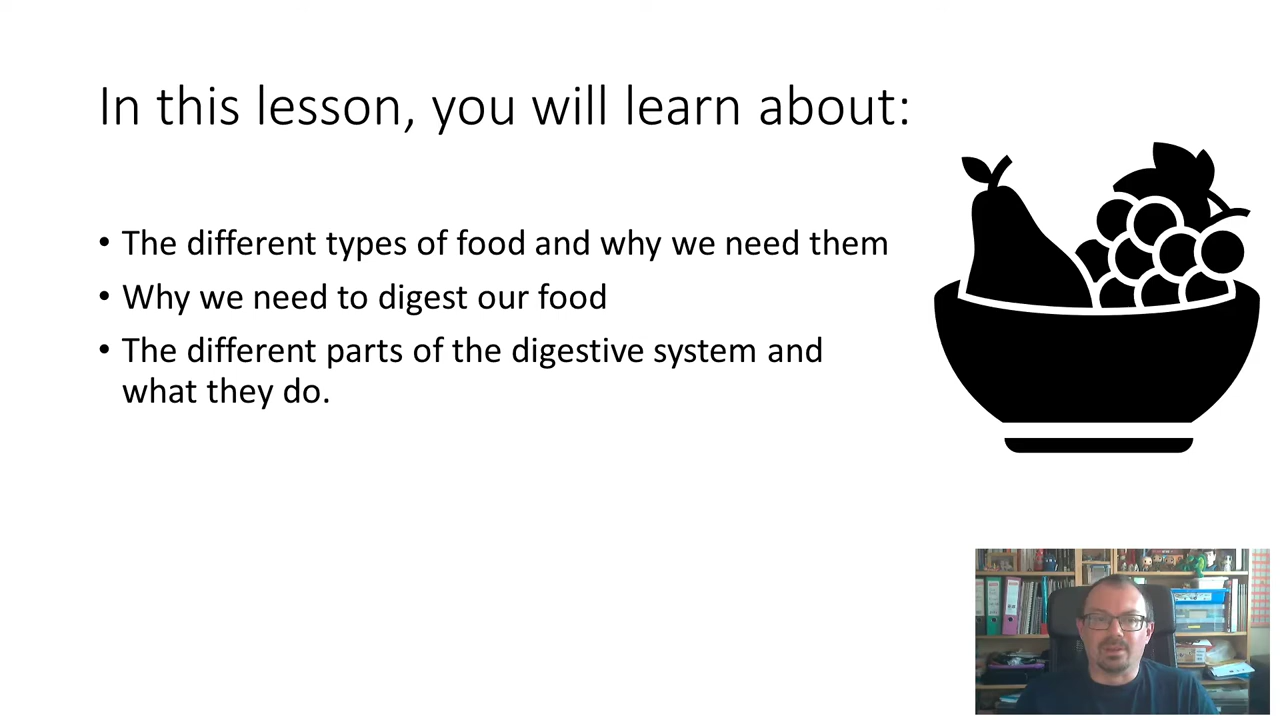 In this lesson, you will learn about:
• The different types of food and why we need them
• Why we need to digest our food
• The different parts of the digestive system and
what they do.